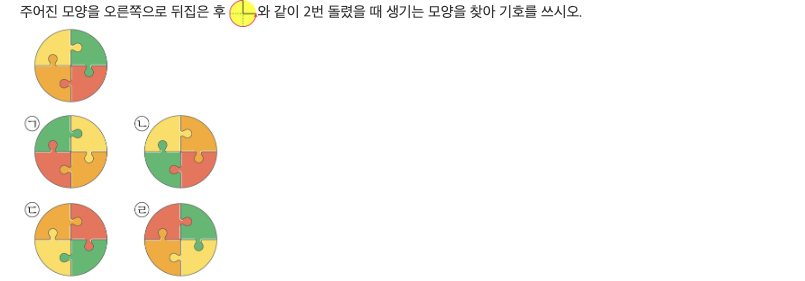 주어진 모양을 오른쪽으로 뒤집은 후 와 같이 2번 돌렸을 때 생기는 모양을 찾아 기호를 쓰시오.
㉠ ㉡
㉢ ㉣